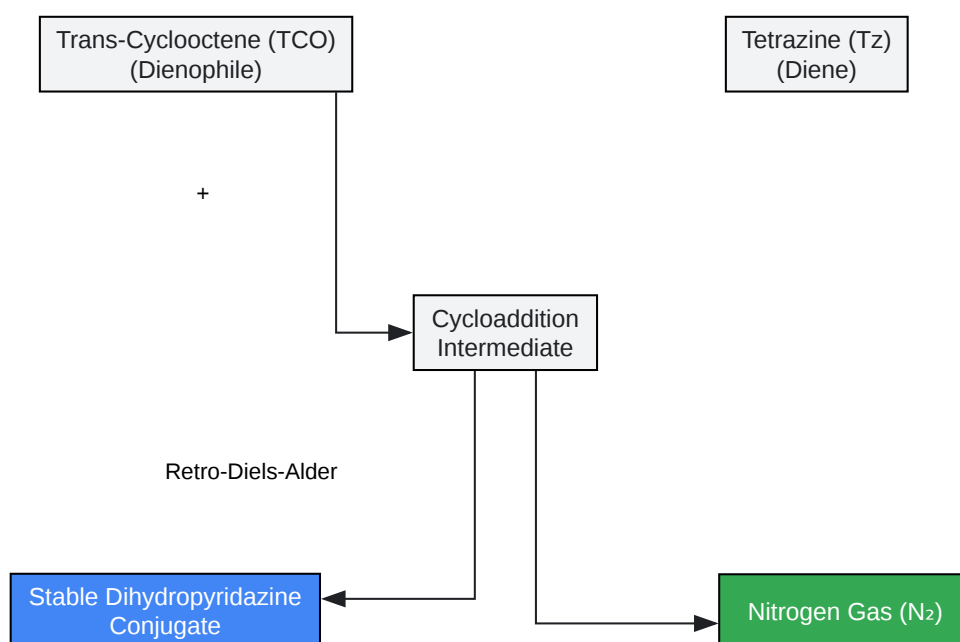 Trans-Cyclooctene (TCO)
(Dienophile)
Tetrazine (Tz)
(Diene)
+
Cycloaddition
Intermediate
Retro-Diels-Alder
Stable Dihydropyridazine
Conjugate
Nitrogen Gas (N₂)